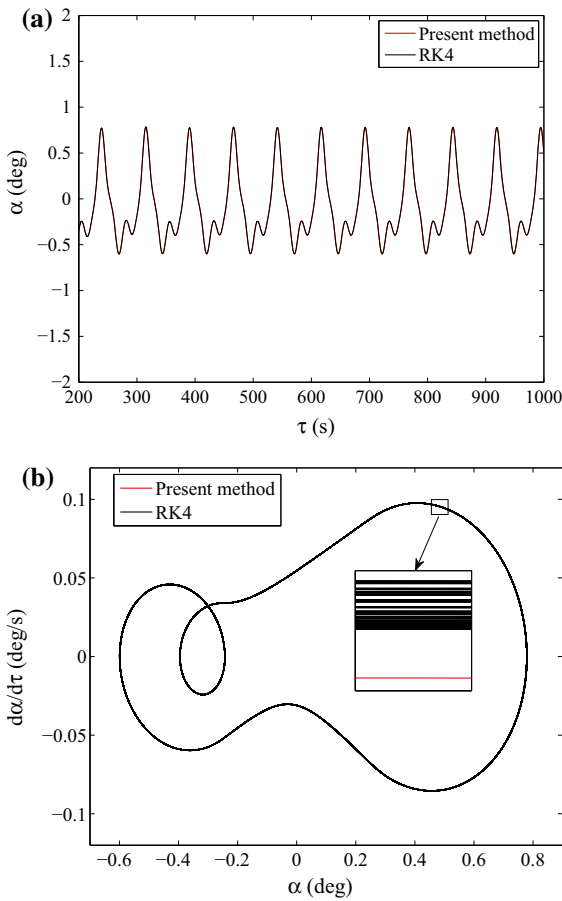 (a)
2
1.5
1
0.5
0
−0.5
−1
−1.5
−2
α (deg)
Present method
RK4
200 300 400 500 600 700 800 900 1000
τ (s)
(b)
0.1
0.05
0
−0.05
−0.1
dα/dτ (deg/s)
Present method
RK4
−0.6 −0.4 −0.2 0 0.2 0.4 0.6 0.8
α (deg)